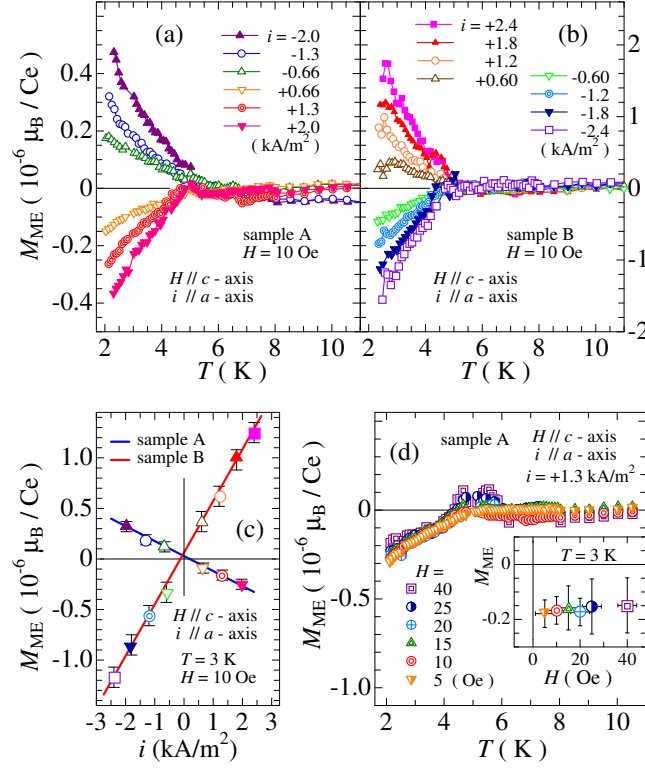 (a)
i = -2.0
-1.3
-0.66
+0.66
+1.3
+2.0
( kA/m² )
sample A
H = 10 Oe
H // c - axis
i // a - axis
0.4
0.2
0
-0.2
-0.4
M_ME ( 10⁻⁶ μ_B / Ce )
2 4 6 8 10
T ( K )
(b)
i = +2.4
+1.8
+1.2
+0.60
-0.60
-1.2
-1.8
-2.4
( kA/m² )
sample B
H = 10 Oe
H // c - axis
i // a - axis
2
1
0
-1
-2
2 4 6 8 10
T ( K )
sample A
sample B
(c)
H // c - axis
i // a - axis
T = 3 K
H = 10 Oe
1.0
0.5
0
-0.5
-1.0
M_ME ( 10⁻⁶ μ_B / Ce )
-3 -2 -1 0 1 2 3
i (kA/m²)
(d)
sample A
H // c - axis
i // a - axis
i = +1.3 kA/m²
0.1
0
-0.1
M_ME ( 10⁻⁶ μ_B / Ce )
H =
40
25
20
15
10
5 ( Oe )
2 4 6 8 10
T ( K )
T = 3 K
M_ME
0
-0.2
0 20 40
H ( Oe )